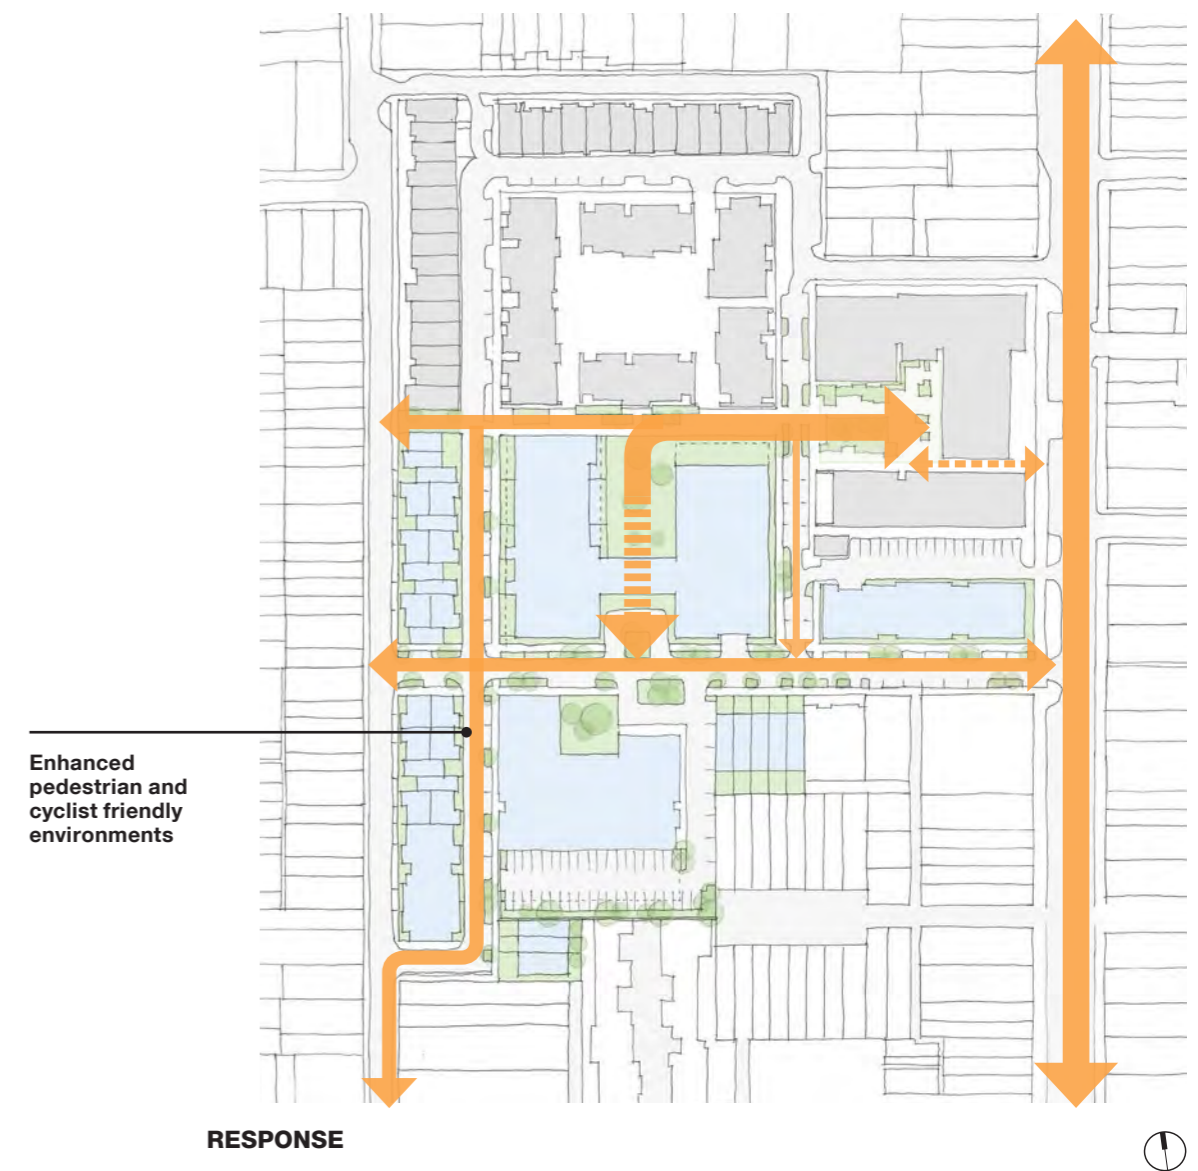 Enhanced
pedestrian and
cyclist friendly
environments
RESPONSE